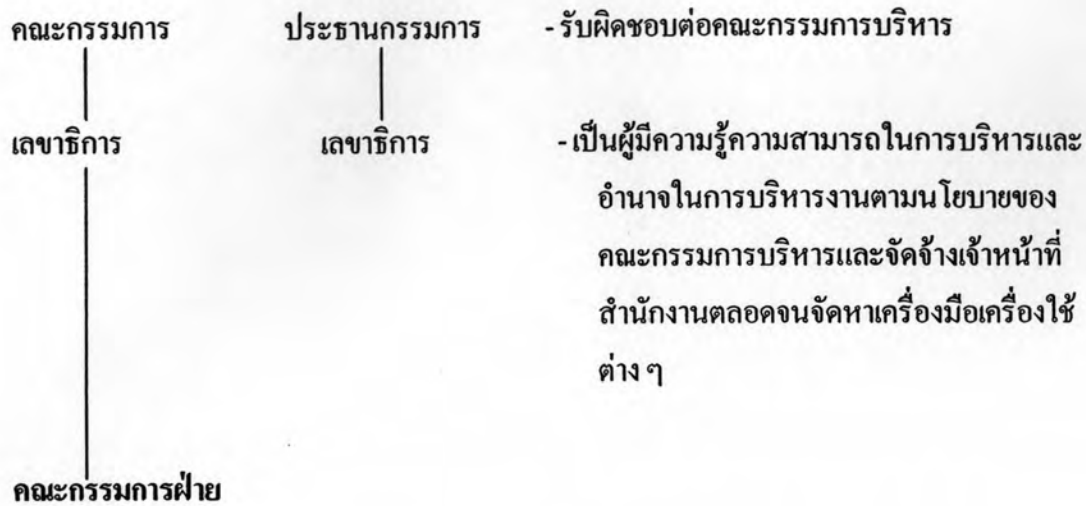 คณะกรรมการ ประธานกรรมการ - รับผิดชอบต่อคณะกรรมการบริหาร
เลขาธิการ เลขาธิการ - เป็นผู้มีความรู้ความสามารถในการบริหารและ
อำนาจในการบริหารงานตามนโยบายของ
คณะกรรมการบริหารและจัดจ้างเจ้าหน้าที่
สำนักงานตลอดจนจัดหาเครื่องมือเครื่องใช้
ต่าง ๆ
คณะกรรมการฝ่าย